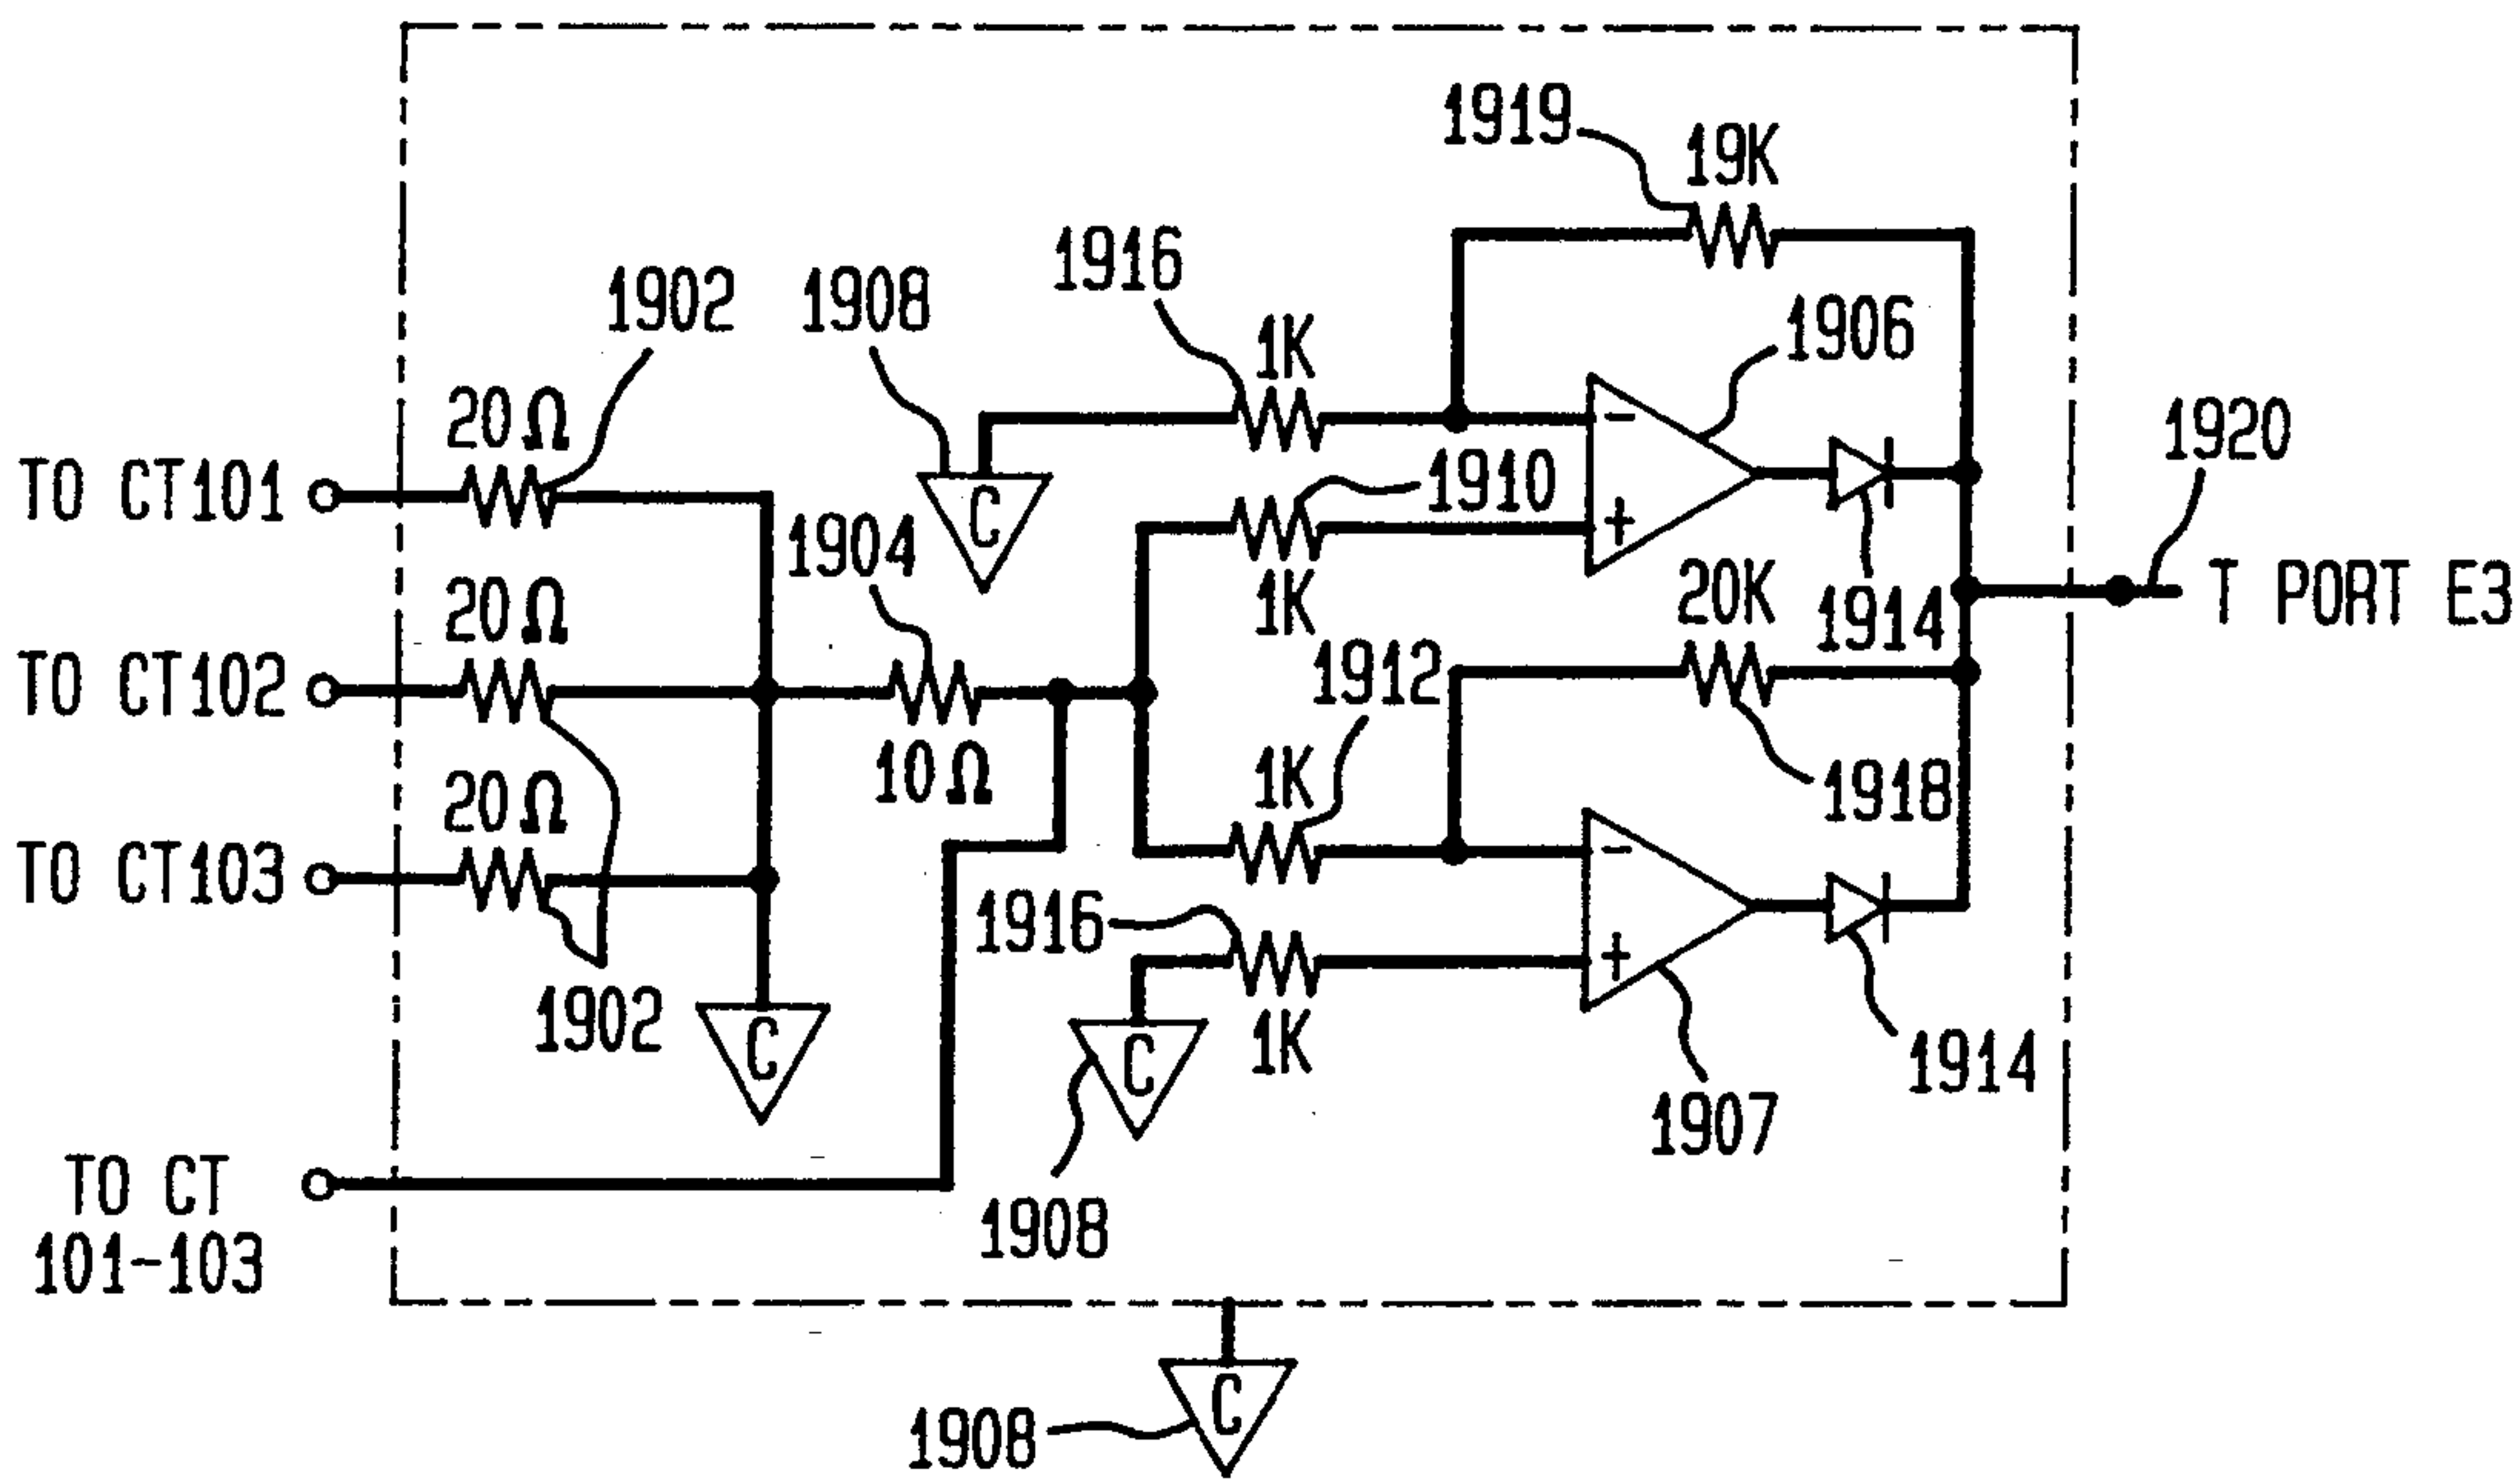 1919
19K
1916
1902
1908
1K
1906
20Ω
1920
TO CT101
C
1910
-
+
1904
1K
20K
1914
T PORT E3
20Ω
1912
TO CT102
10Ω
1K
1918
20Ω
TO CT103
1916
-
+
1902
C
C
1K
1914
1907
TO CT
101-103
1908
C
1908